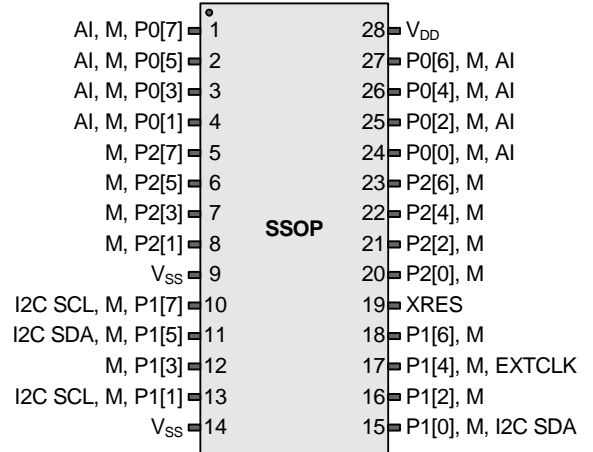 AI, M, P0[7] 1 28 VDD
AI, M, P0[5] 2 27 P0[6], M, AI
AI, M, P0[3] 3 26 P0[4], M, AI
AI, M, P0[1] 4 25 P0[2], M, AI
M, P2[7] 5 24 P0[0], M, AI
M, P2[5] 6 23 P2[6], M
M, P2[3] 7 22 P2[4], M
SSOP
M, P2[1] 8 21 P2[2], M
VSS 9 20 P2[0], M
I2C SCL, M, P1[7] 10 19 XRES
I2C SDA, M, P1[5] 11 18 P1[6], M
M, P1[3] 12 17 P1[4], M, EXTCLK
I2C SCL, M, P1[1] 13 16 P1[2], M
VSS 14 15 P1[0], M, I2C SDA